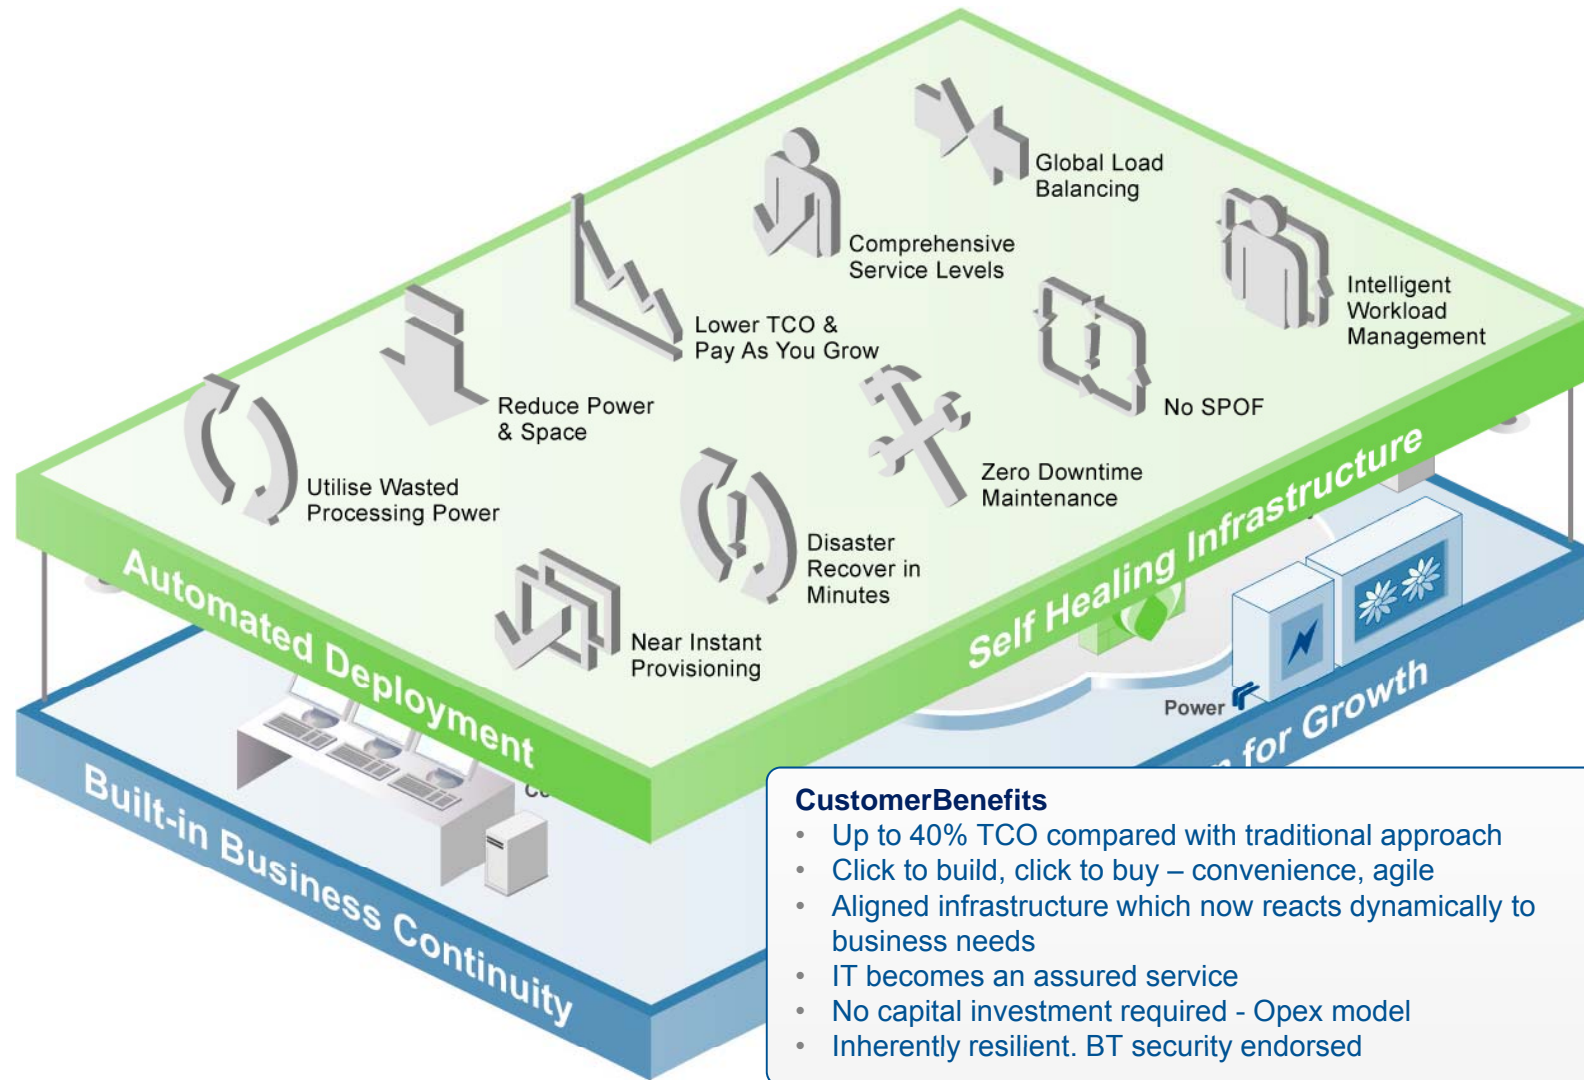 Global Load
Balancing
Comprehensive
Service Levels
Intelligent
Workload
Management
Lower TCO &
Pay As You Grow
No SPOF
Reduce Power
& Space
Zero Downtime
Maintenance
Utilise Wasted
Processing Power
Disaster
Recover in
Minutes
Near Instant
Provisioning
Automated Deployment
Self Healing Infrastructure
Power
Built-in Business Continuity
for Growth
CustomerBenefits
• Up to 40% TCO compared with traditional approach
• Click to build, click to buy – convenience, agile
• Aligned infrastructure which now reacts dynamically to
business needs
• IT becomes an assured service
• No capital investment required - Opex model
• Inherently resilient. BT security endorsed